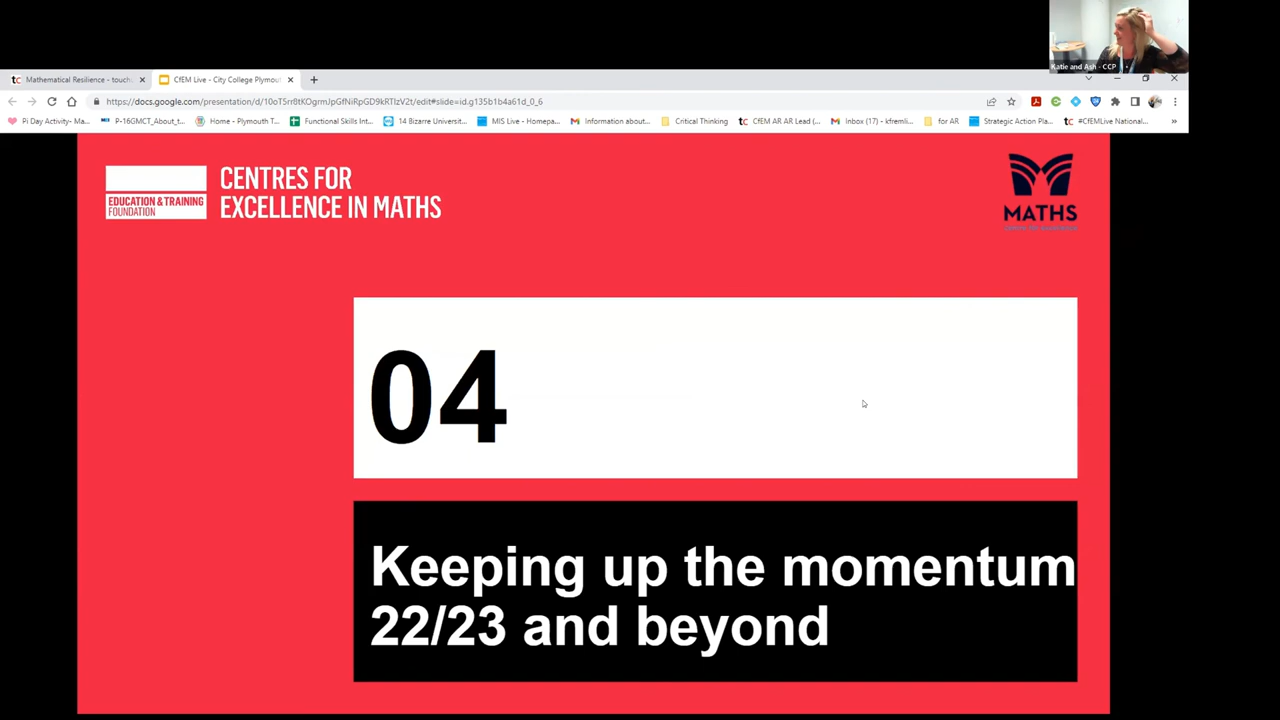 Katie and Ash - CCP
Mathematical Resilience - touch
CfEM Live - City College Plymou
https://docs.google.com/presentation/d/10oT5rr8tKOgrmJpGfNiRpGD9kRTlzV2t/edit#slide=id.g135b1b4a61d_0_6
Pi Day Activity- Ma...
P-16GMCT_About_t...
Home - Plymouth T...
Functional Skills Int...
14 Bizarre Universit...
MIS Live - Homepa...
Information about...
Critical Thinking
CfEM AR AR Lead (...
Inbox (17) - kfremli...
for AR
Strategic Action Pla...
#CfEMLive National...
EDUCATION & TRAINING
FOUNDATION
CENTRES FOR
EXCELLENCE IN MATHS
MATHS
04
Keeping up the momentum
22/23 and beyond